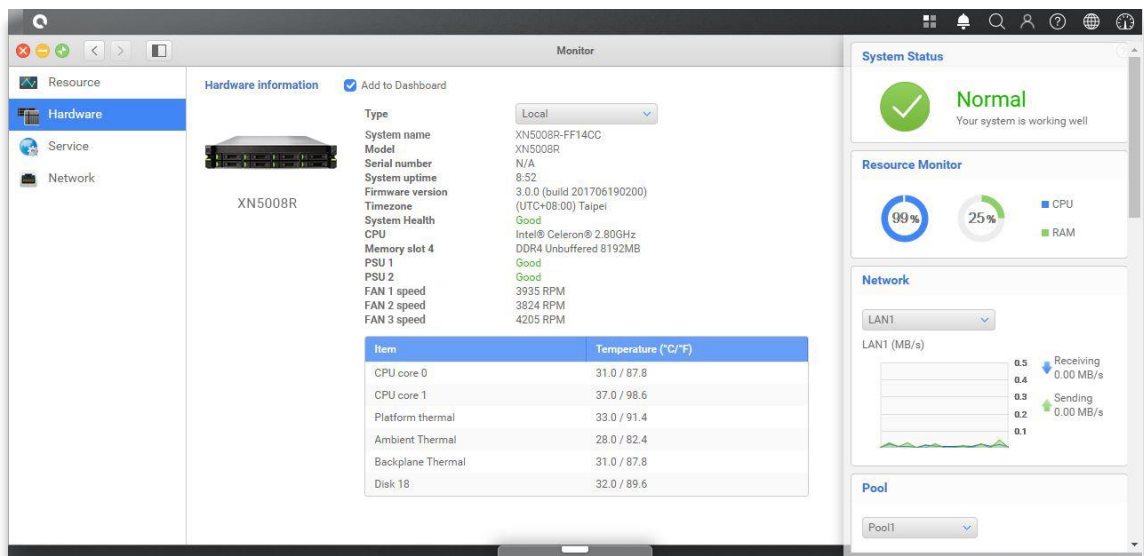 Monitor
Resource
Hardware
Service
Network
Hardware information
Add to Dashboard
XN5008R
Type Local
System name XN5008R-FF14CC
Model XN5008R
Serial number N/A
System uptime 8:52
Firmware version 3.0.0 (build 201706190200)
Timezone (UTC+08:00) Taipei
System Health Good
CPU Intel® Celeron® 2.80GHz
Memory slot 4 DDR4 Unbuffered 8192MB
PSU 1 Good
PSU 2 Good
FAN 1 speed 3935 RPM
FAN 2 speed 3824 RPM
FAN 3 speed 4205 RPM
Item Temperature (°C/°F)
CPU core 0 31.0 / 87.8
CPU core 1 37.0 / 98.6
Platform thermal 33.0 / 91.4
Ambient Thermal 28.0 / 82.4
Backplane Thermal 31.0 / 87.8
Disk 18 32.0 / 89.6
System Status
Normal
Your system is working well
Resource Monitor
99%
25%
CPU
RAM
Network
LAN1
LAN1 (MB/s)
0.5
0.4
0.3
0.2
0.1
Receiving
0.00 MB/s
Sending
0.00 MB/s
Pool
Pool1